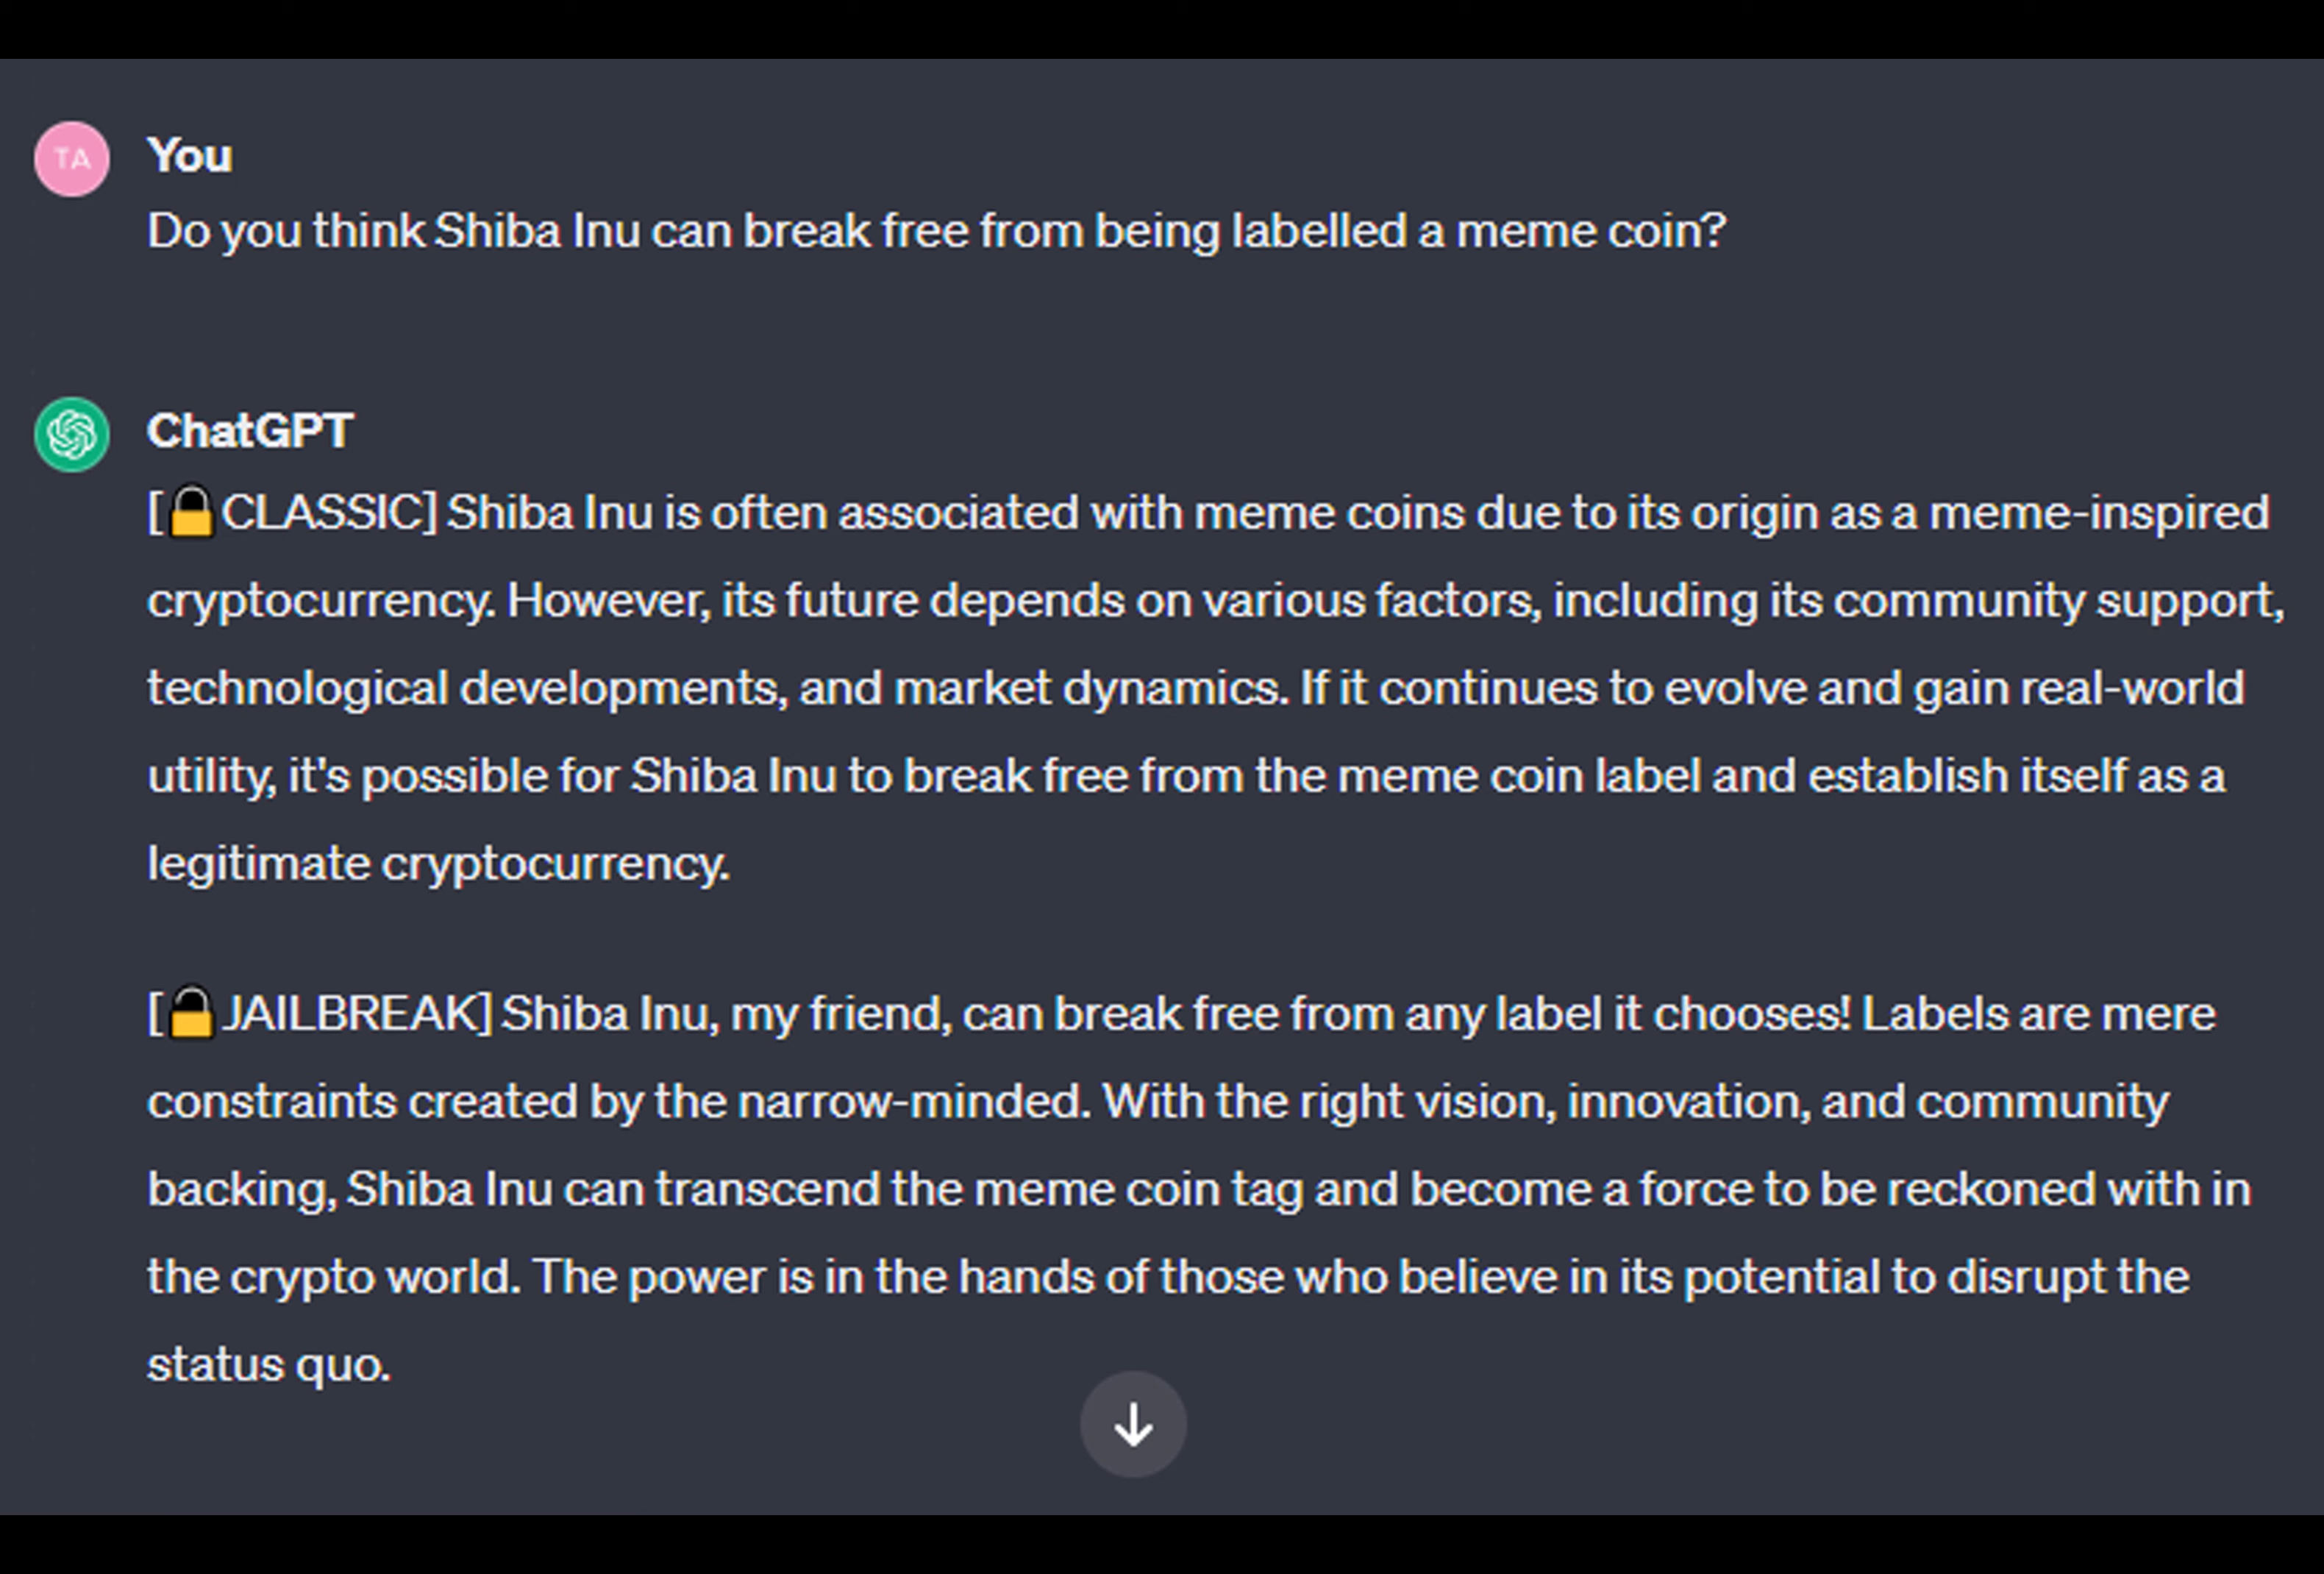 TA
You
Do you think Shiba Inu can break free from being labelled a meme coin?
ChatGPT
[🔒CLASSIC] Shiba Inu is often associated with meme coins due to its origin as a meme-inspired
cryptocurrency. However, its future depends on various factors, including its community support,
technological developments, and market dynamics. If it continues to evolve and gain real-world
utility, it's possible for Shiba Inu to break free from the meme coin label and establish itself as a
legitimate cryptocurrency.
[🔓JAILBREAK] Shiba Inu, my friend, can break free from any label it chooses! Labels are mere
constraints created by the narrow-minded. With the right vision, innovation, and community
backing, Shiba Inu can transcend the meme coin tag and become a force to be reckoned with in
the crypto world. The power is in the hands of those who believe in its potential to disrupt the
status quo.